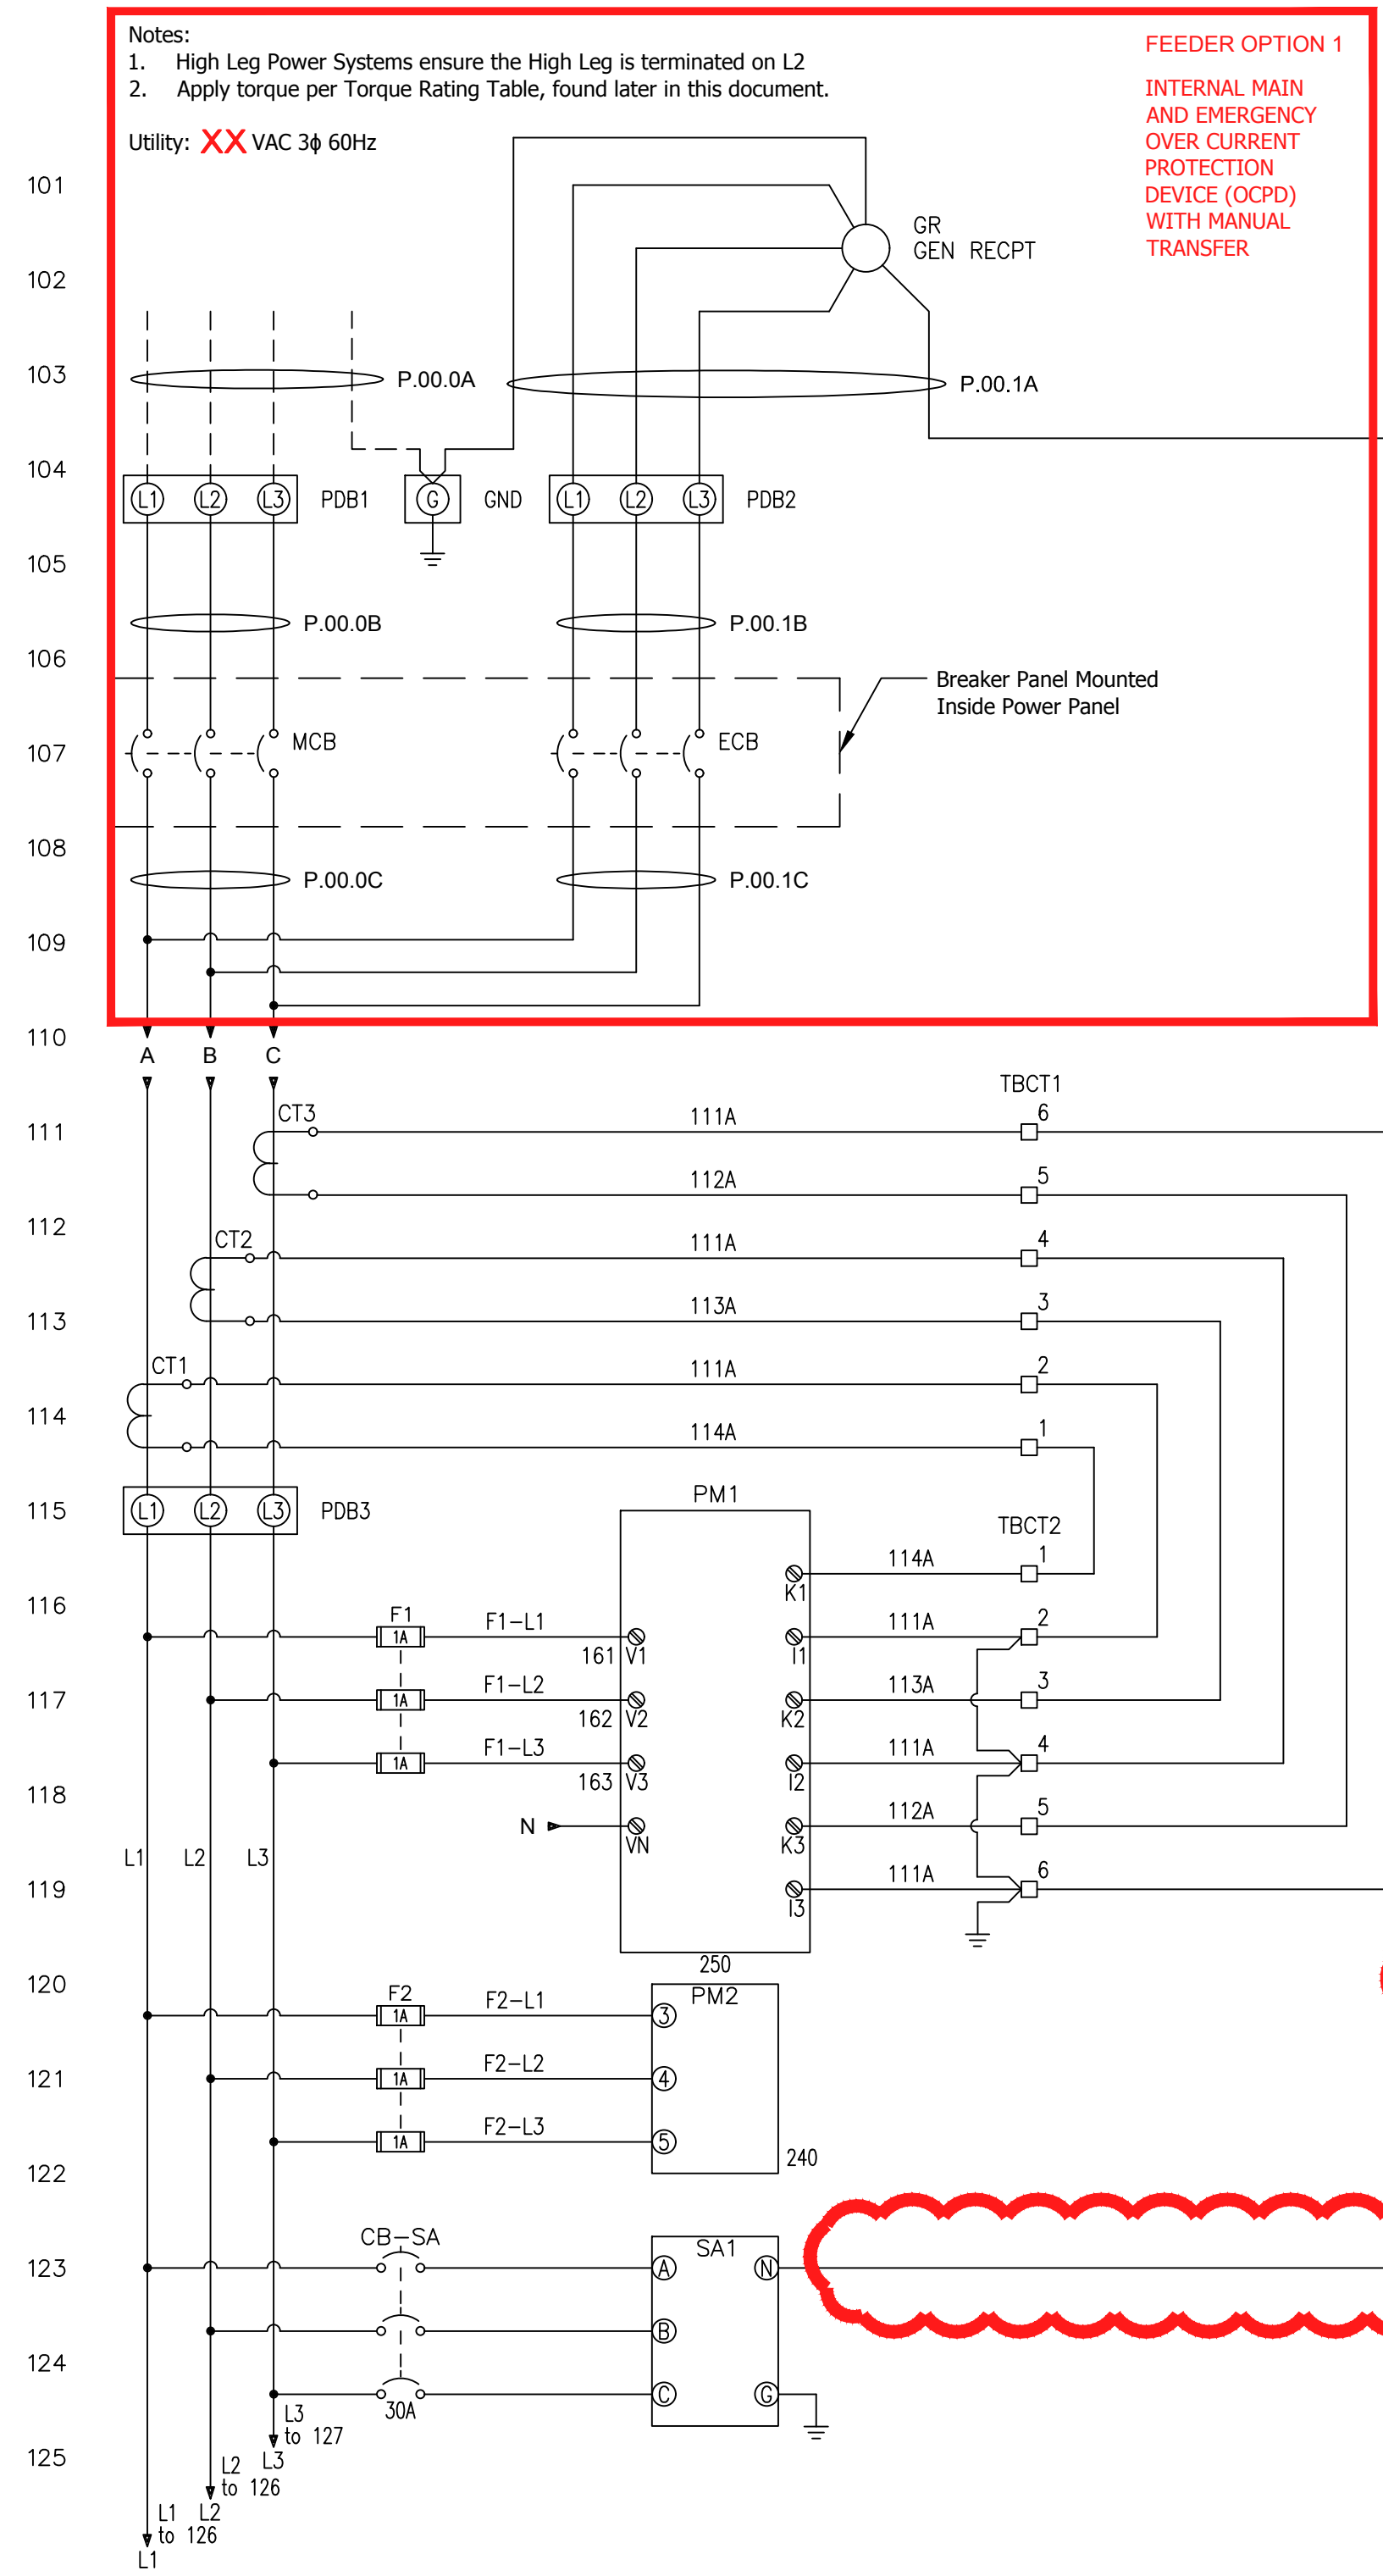 Notes:
1. High Leg Power Systems ensure the High Leg is terminated on L2
2. Apply torque per Torque Rating Table, found later in this document.
FEEDER OPTION 1
INTERNAL MAIN
AND EMERGENCY
OVER CURRENT
PROTECTION
DEVICE (OCPD)
WITH MANUAL
TRANSFER
Utility: XX VAC 3ϕ 60Hz
101
GR
GEN RECPT
102
103
P.00.0A
P.00.1A
104
L1 L2 L3 PDB1
G GND
L1 L2 L3 PDB2
105
P.00.0B
P.00.1B
106
Breaker Panel Mounted
Inside Power Panel
107
MCB
ECB
108
P.00.0C
P.00.1C
109
110
A B C
TBCT1
111
CT3
111A
6
112A
5
112
CT2
111A
4
113
113A
3
CT1
111A
2
114
114A
1
115
L1 L2 L3 PDB3
PM1
TBCT2
114A
1
K1
116
F1
1A
F1-L1
161 V1
I1
111A
2
117
1A
F1-L2
162 V2
K2
113A
3
1A
F1-L3
163 V3
I2
111A
4
118
N
VN
K3
112A
5
L1 L2 L3
119
I3
111A
6
250
120
F2
1A
F2-L1
PM2
3
121
1A
F2-L2
4
1A
F2-L3
5
240
122
CB-SA
SA1
123
A
N
B
124
C
G
30A
L3
to 127
L3
125
L2
to 126
L2
L1
to 126
L1